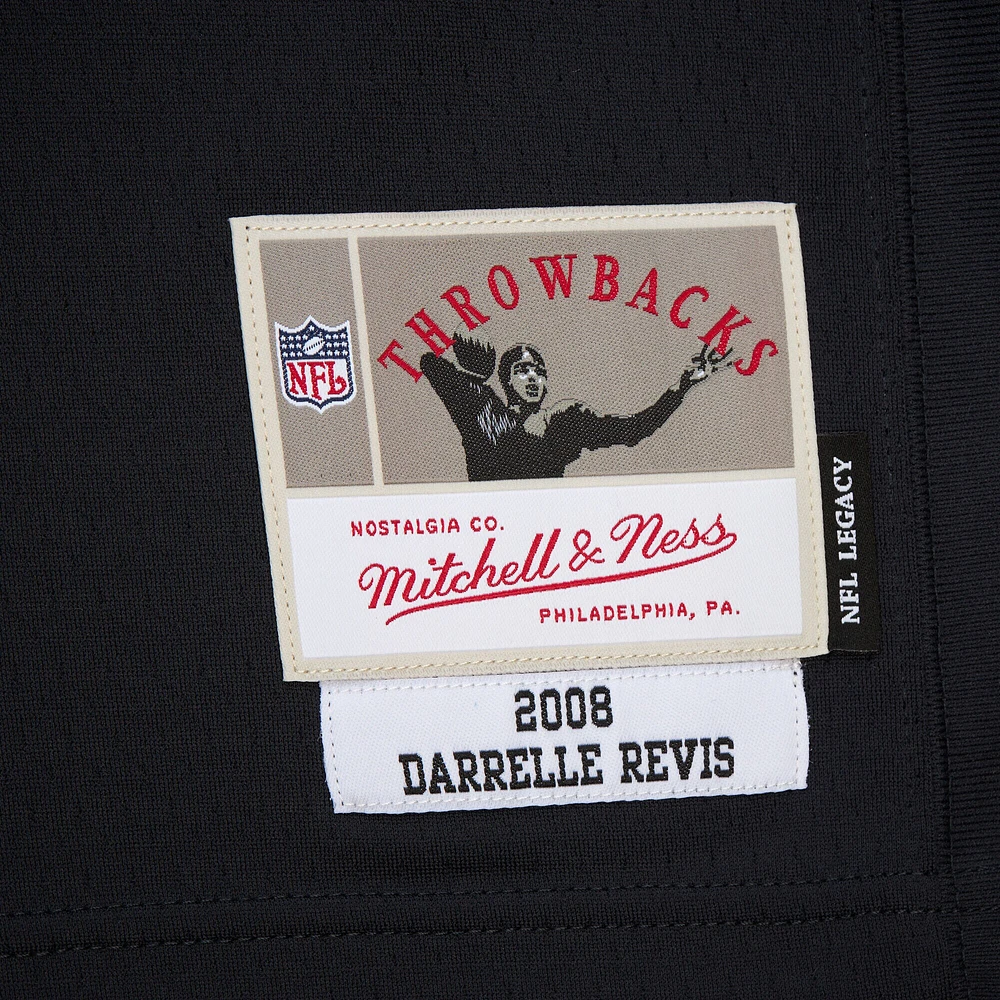 THROWBACKS
NFL
NOSTALGIA CO.
Mitchell & Ness
PHILADELPHIA, PA.
NFL LEGACY
2008
DARRELLE REVIS